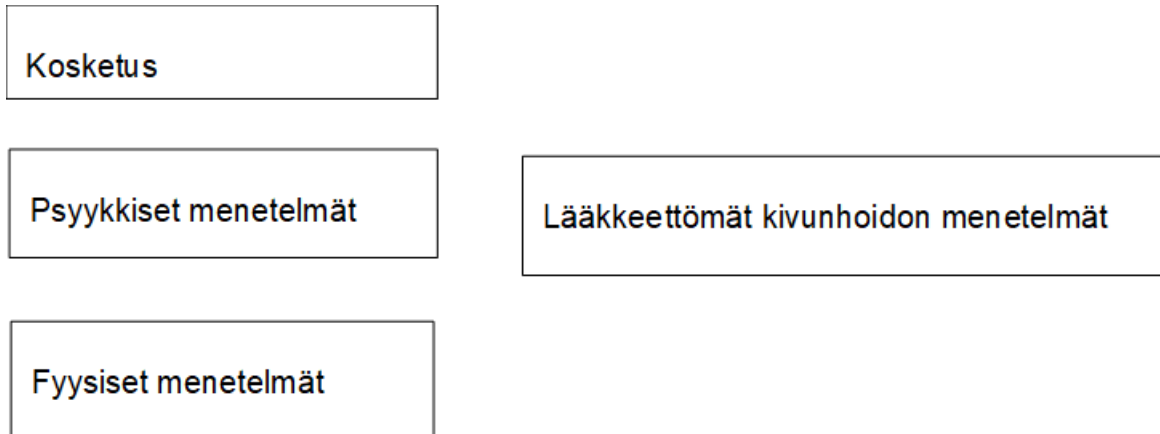 Kosketus
Psyykkiset menetelmät
Lääkkeettömät kivunhoidon menetelmät
Fyysiset menetelmät